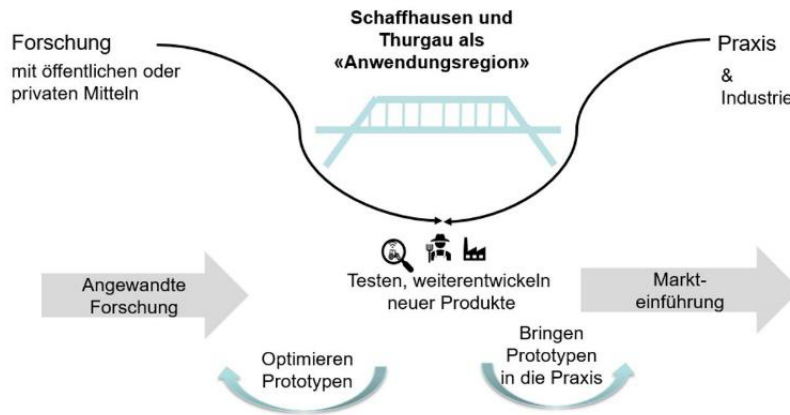 Schaffhausen und
Thurgau als
«Anwendungsregion»
Forschung
mit öffentlichen oder
privaten Mitteln
Praxis
&
Industrie
Testen, weiterentwickeln
neuer Produkte
Angewandte
Forschung
Markt-
einführung
Optimieren
Prototypen
Bringen
Prototypen
in die Praxis